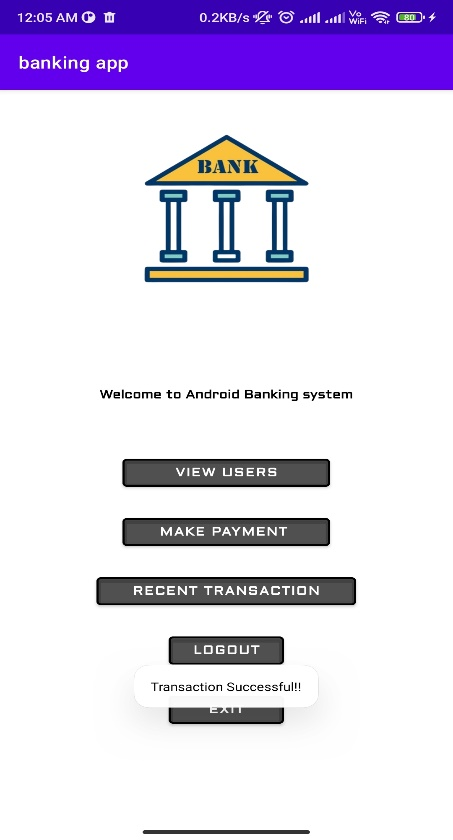 12:05 AM 0.2KB/s Vo WiFi 80
banking app
BANK
Welcome to Android Banking system
VIEW USERS
MAKE PAYMENT
RECENT TRANSACTION
LOGOUT
Transaction Successful!!
EXIT